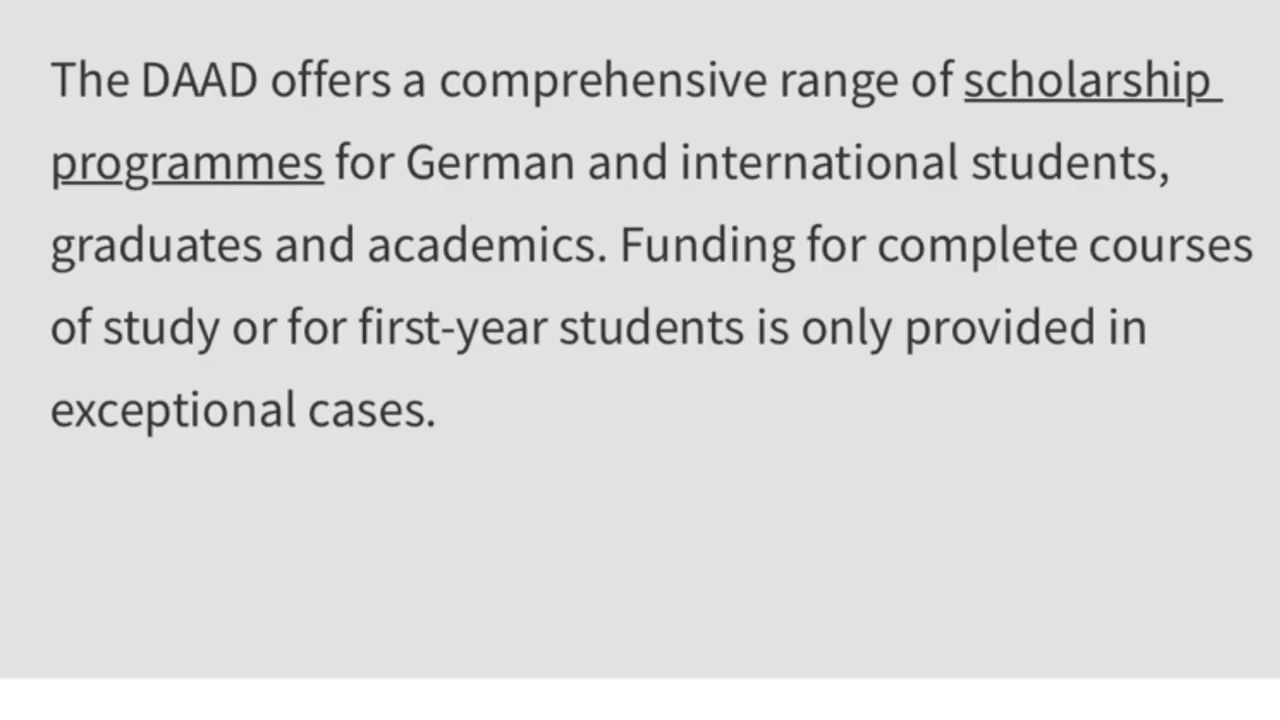 The DAAD offers a comprehensive range of scholarship
programmes for German and international students,
graduates and academics. Funding for complete courses
of study or for first-year students is only provided in
exceptional cases.